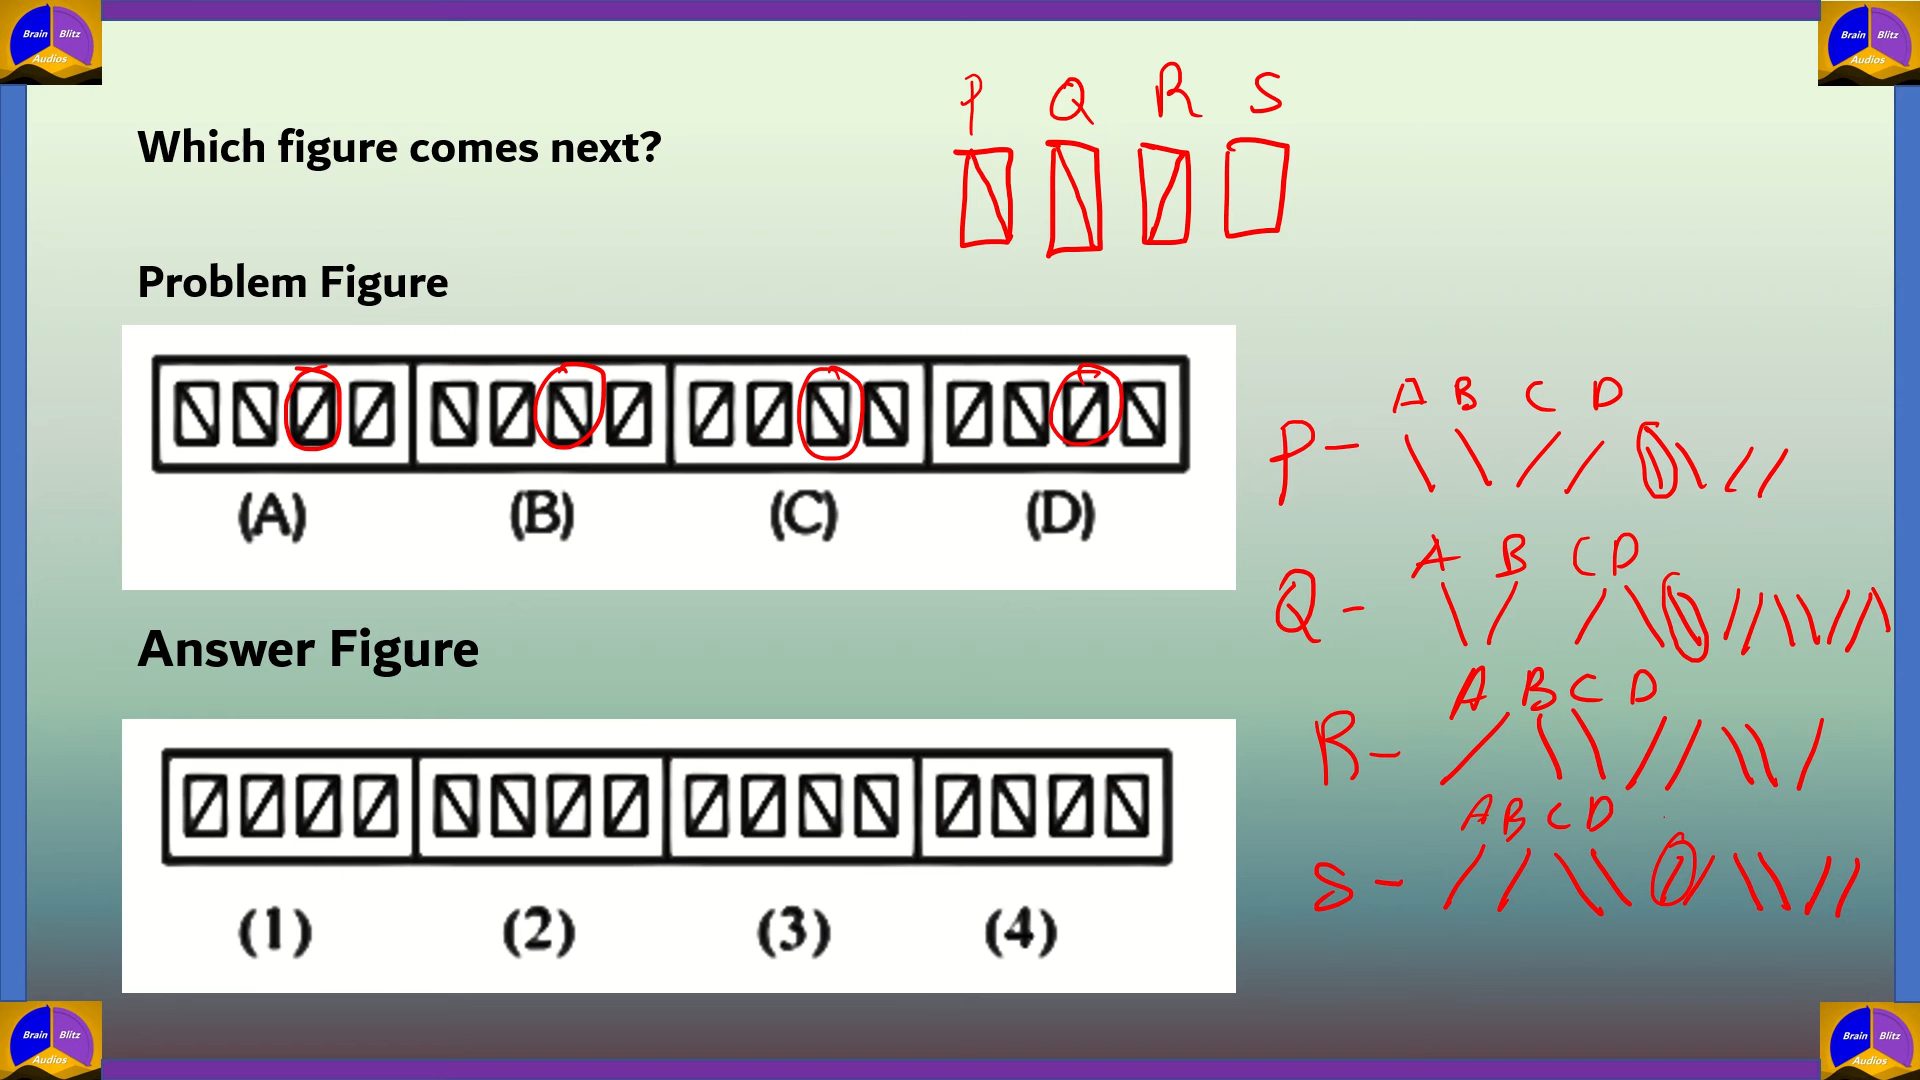 Brain Blitz
Audios
Brain Blitz
Audios
P Q R S
Which figure comes next?
Problem Figure
(A) (B) (C) (D)
A B C D
P -
A B C D
Q -
Answer Figure
A B C D
R -
A B C D
S -
(1) (2) (3) (4)
Brain Blitz
Audios
Brain Blitz
Audios